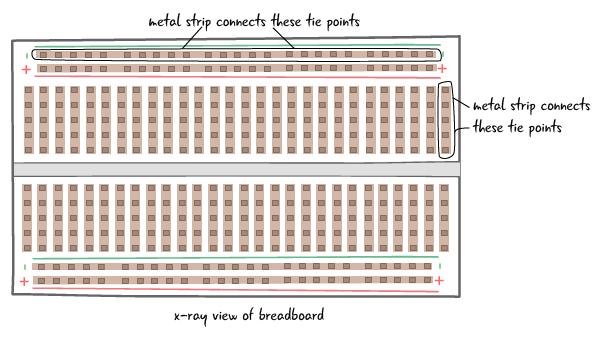 metal strip connects these tie points
+ +
metal strip connects
these tie points
+ +
x-ray view of breadboard